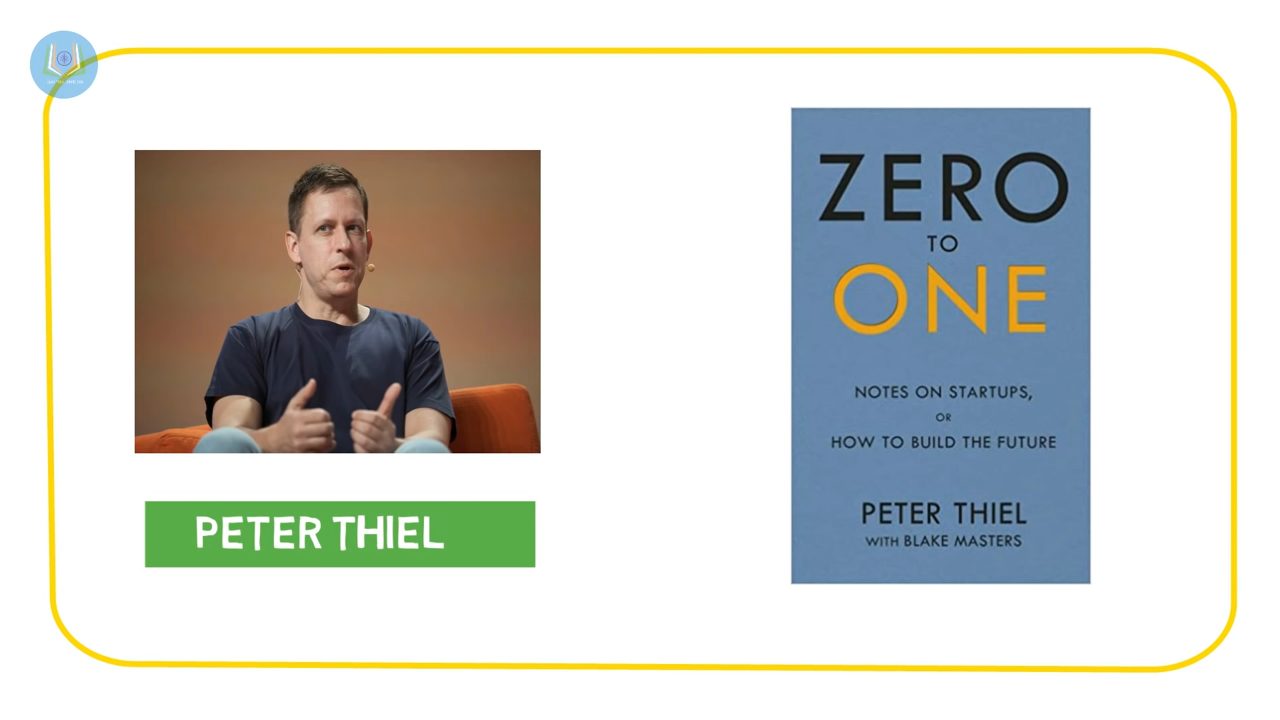 PETER THIEL
ZERO
TO
ONE
NOTES ON STARTUPS,
OR
HOW TO BUILD THE FUTURE
PETER THIEL
WITH BLAKE MASTERS